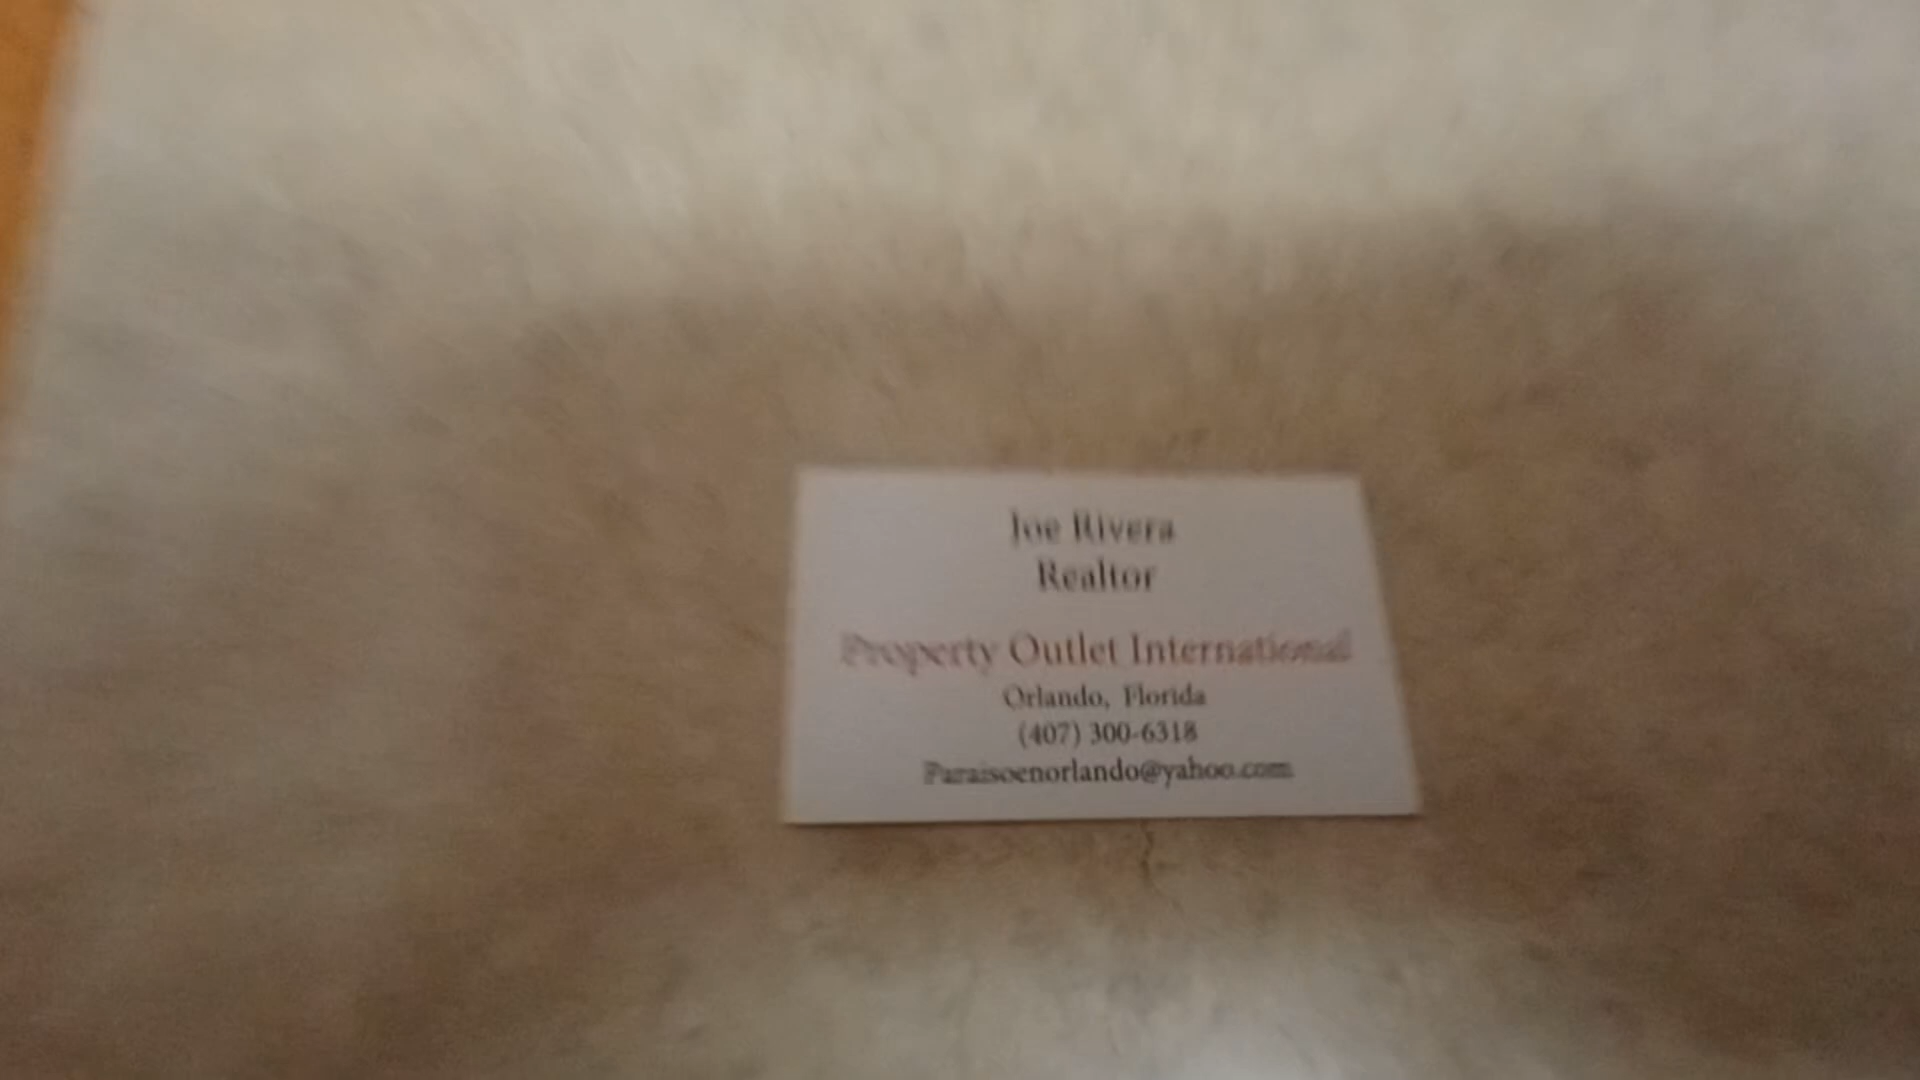 Joe Rivera
Realtor
Property Outlet International
Orlando, Florida
(407) 300-6318
Paraisoenorlando@yahoo.com